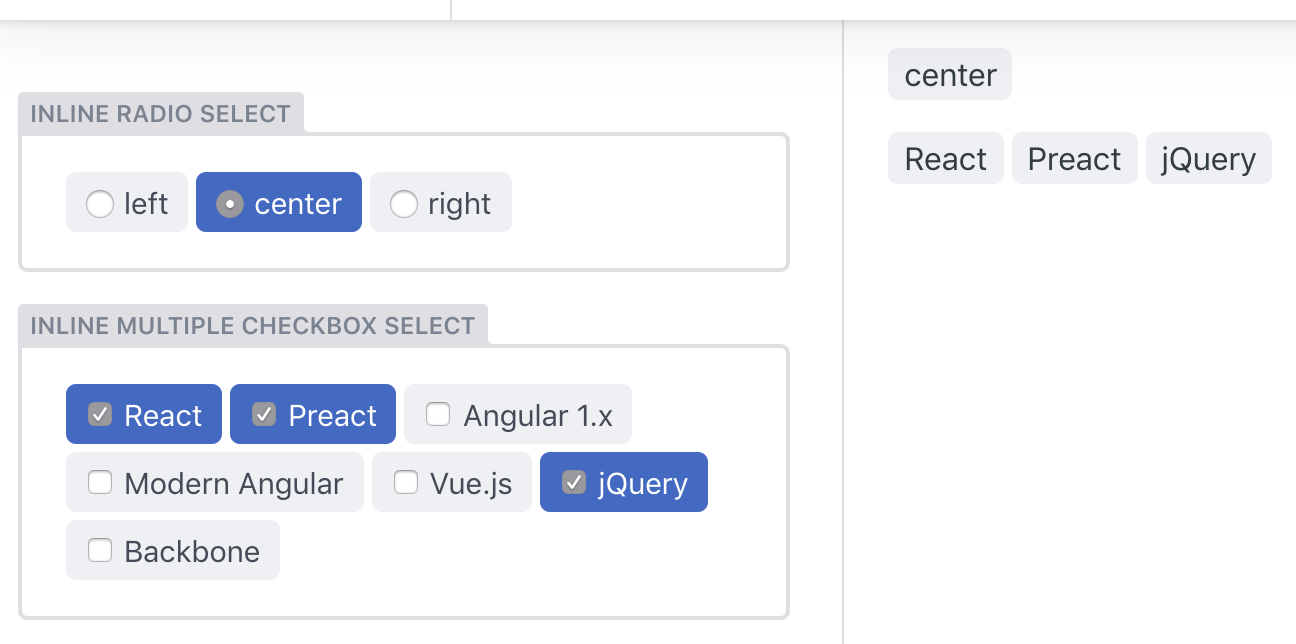 INLINE RADIO SELECT
left center right
INLINE MULTIPLE CHECKBOX SELECT
React Preact Angular 1.x
Modern Angular Vue.js jQuery
Backbone
center
React Preact jQuery